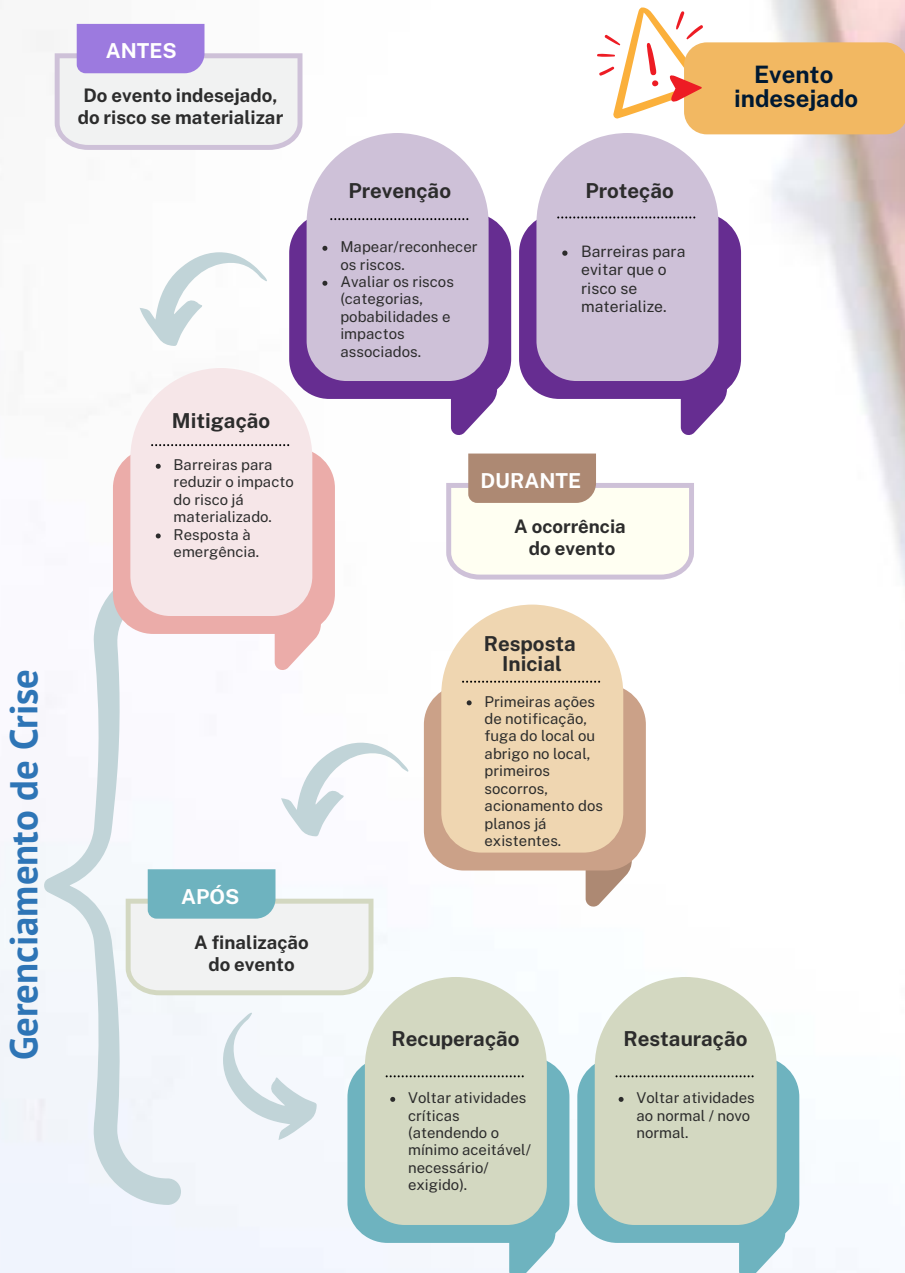 ANTES
Do evento indesejado,
do risco se materializar
Evento
indesejado
Prevenção
• Mapear/reconhecer
os riscos.
• Avaliar os riscos
(categorias,
pobabilidades e
impactos
associados.
Proteção
• Barreiras para
evitar que o
risco se
materialize.
Mitigação
• Barreiras para
reduzir o impacto
do risco já
materializado.
• Resposta à
emergência.
DURANTE
A ocorrência
do evento
Resposta
Inicial
• Primeiras ações
de notificação,
fuga do local ou
abrigo no local,
primeiros
socorros,
acionamento dos
planos já
existentes.
Gerenciamento de Crise
APÓS
A finalização
do evento
Recuperação
• Voltar atividades
críticas
(atendendo o
mínimo aceitável/
necessário/
exigido).
Restauração
• Voltar atividades
ao normal / novo
normal.